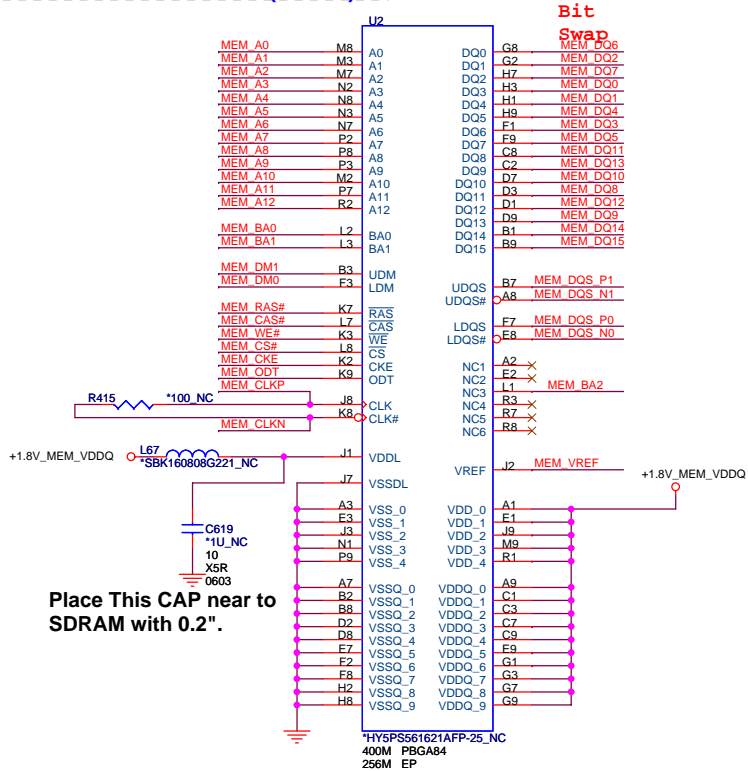 U2
Bit
Swap
MEM_A0 M8 A0 DQ0 G8 MEM_DQ6
MEM_A1 M3 A1 DQ1 G2 MEM_DQ2
MEM_A2 M7 A2 DQ2 H7 MEM_DQ7
MEM_A3 N2 A3 DQ3 H3 MEM_DQ0
MEM_A4 N8 A4 DQ4 H1 MEM_DQ1
MEM_A5 N3 A5 DQ5 H9 MEM_DQ4
MEM_A6 N7 A6 DQ6 F1 MEM_DQ3
MEM_A7 P2 A7 DQ7 F9 MEM_DQ5
MEM_A8 P8 A8 DQ8 C8 MEM_DQ11
MEM_A9 P3 A9 DQ9 C2 MEM_DQ13
MEM_A10 M2 A10 DQ10 D7 MEM_DQ10
MEM_A11 P7 A11 DQ11 D3 MEM_DQ8
MEM_A12 R2 A12 DQ12 D1 MEM_DQ12
DQ13 D9 MEM_DQ9
MEM_BA0 L2 BA0 DQ14 B1 MEM_DQ14
MEM_BA1 L3 BA1 DQ15 B9 MEM_DQ15
MEM_DM1 B3 UDM UDQS B7 MEM_DQS_P1
MEM_DM0 F3 LDM UDQS# A8 MEM_DQS_N1
MEM_RAS# K7 RAS LDQS F7 MEM_DQS_P0
MEM_CAS# L7 CAS LDQS# E8 MEM_DQS_N0
MEM_WE# K3 WE
MEM_CS# L8 CS NC1 A2
MEM_CKE K2 CKE NC2 E2
MEM_ODT K9 ODT NC3 L1 MEM_BA2
MEM_CLKP J8 CLK NC4 R3
R415 *100_NC
MEM_CLKN K8 CLK# NC5 R7
NC6 R8
+1.8V_MEM_VDDQ L67 J1 VDDL
*SBK160808G221_NC
VREF J2 MEM_VREF
J7 VSSDL
+1.8V_MEM_VDDQ
A3 VSS_0 VDD_0 A1
E3 VSS_1 VDD_1 E1
J3 VSS_2 VDD_2 J9
N1 VSS_3 VDD_3 M9
P9 VSS_4 VDD_4 R1
C619
*1U_NC
10
X5R
0603
Place This CAP near to
SDRAM with 0.2".
A7 VSSQ_0 VDDQ_0 A9
B2 VSSQ_1 VDDQ_1 C1
B8 VSSQ_2 VDDQ_2 C3
D2 VSSQ_3 VDDQ_3 C7
D8 VSSQ_4 VDDQ_4 C9
E7 VSSQ_5 VDDQ_5 E9
F2 VSSQ_6 VDDQ_6 G1
F8 VSSQ_7 VDDQ_7 G3
H2 VSSQ_8 VDDQ_8 G7
H8 VSSQ_9 VDDQ_9 G9
*HY5PS561621AFP-25_NC
400M PBGA84
256M EP